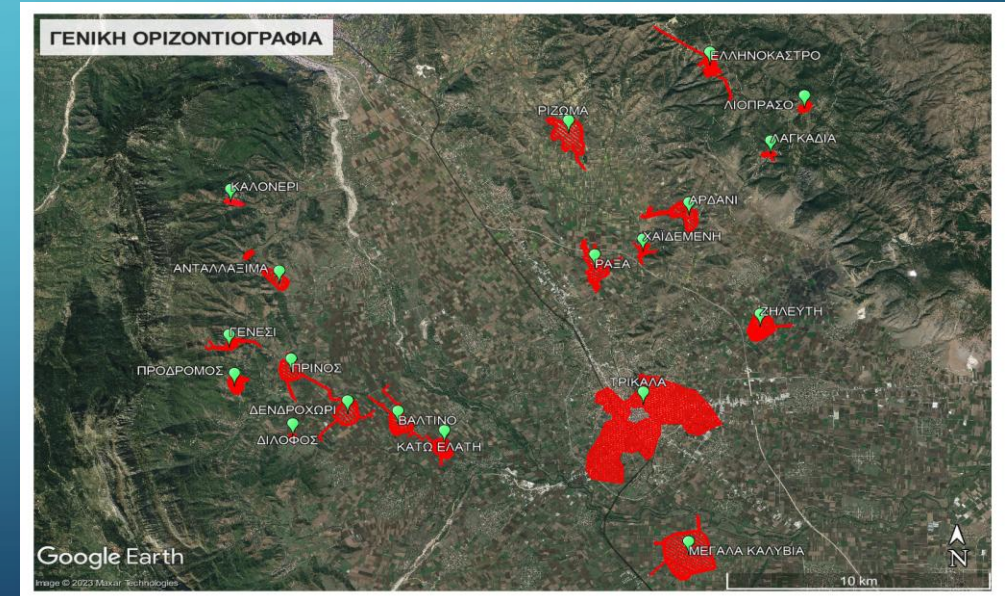 ΓΕΝΙΚΗ ΟΡΙΖΟΝΤΙΟΓΡΑΦΙΑ
ΕΛΛΗΝΟΚΑΣΤΡΟ
ΛΙΟΠΡΑΣΟ
ΡΙΖΩΜΑ
ΛΑΓΚΑΔΙΑ
ΚΑΛΟΝΕΡΙ
ΑΡΔΑΝΙ
ΧΑΪΔΕΜΕΝΗ
ΡΑΞΑ
ΑΝΤΑΛΛΑΞΙΜΑ
ΖΗΛΕΥΤΗ
ΓΕΝΕΣΙ
ΠΡΙΝΟΣ
ΠΡΟΔΡΟΜΟΣ
ΤΡΙΚΑΛΑ
ΔΕΝΔΡΟΧΩΡΙ
ΒΑΛΤΙΝΟ
ΔΙΛΟΦΟΣ
ΚΑΤΩ ΕΛΑΤΗ
ΜΕΓΑΛΑ ΚΑΛΥΒΙΑ
Google Earth
N
Image © 2023 Maxar Technologies
10 km